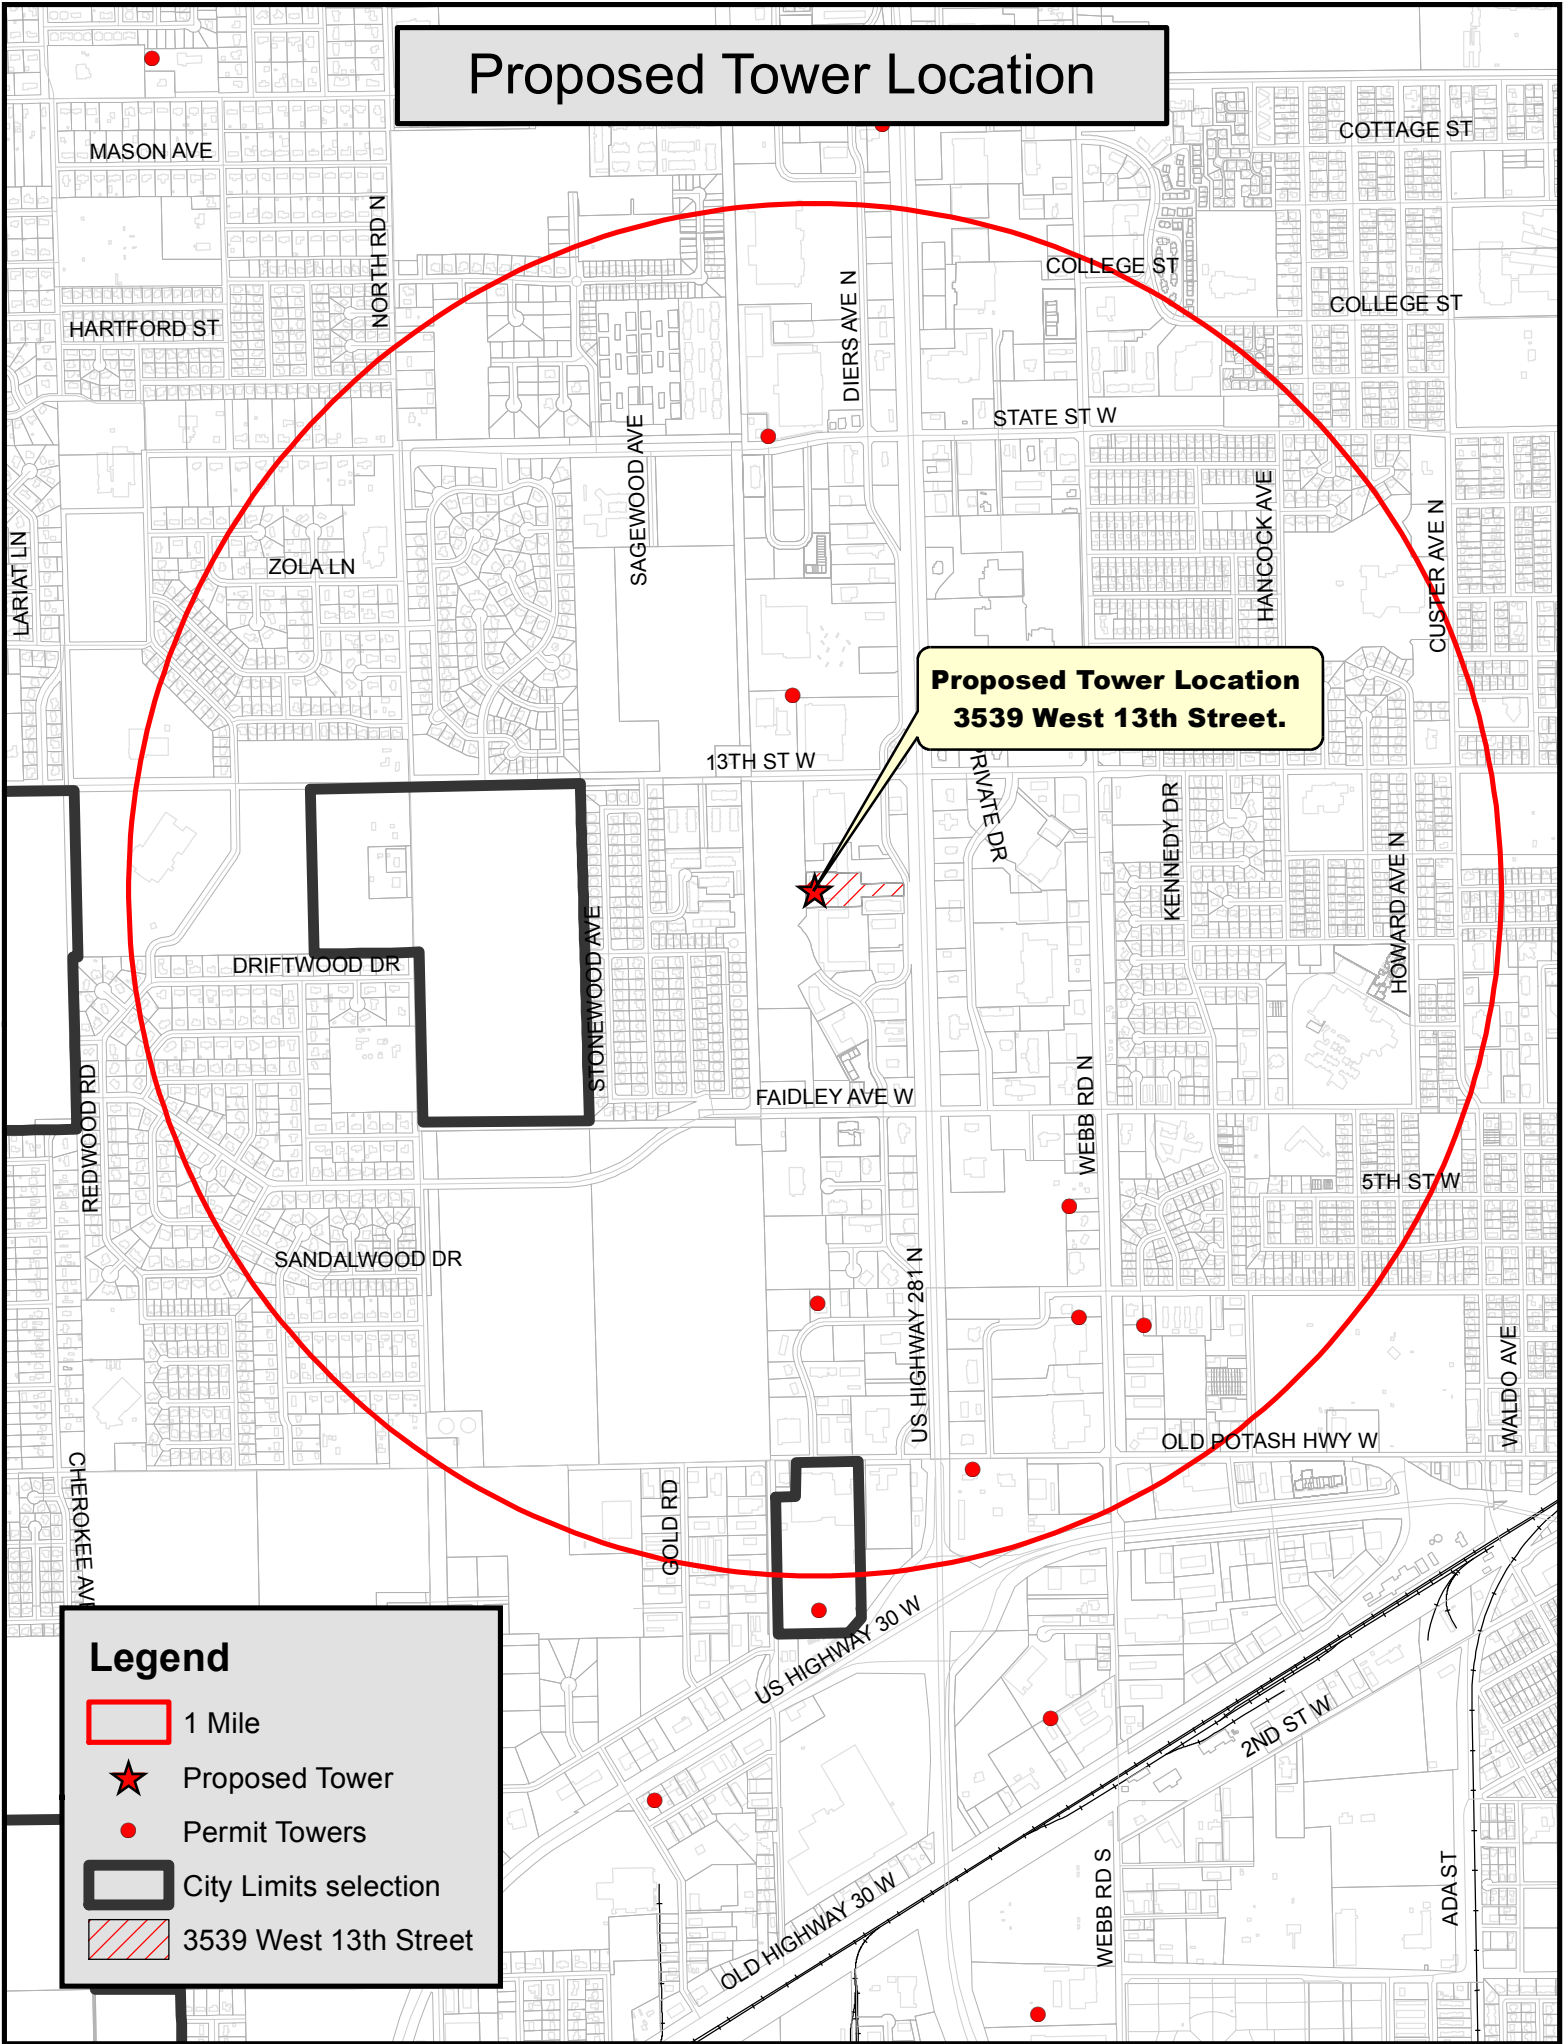 Proposed Tower Location
COTTAGE ST
MASON AVE
NORTH RD N
COLLEGE ST
COLLEGE ST
HARTFORD ST
DIERS AVE N
STATE ST W
SAGEWOOD AVE
HANCOCK AVE
CUSTER AVE N
LARIAT LN
ZOLA LN
Proposed Tower Location
3539 West 13th Street.
13TH ST W
PRIVATE DR
KENNEDY DR
HOWARD AVE N
STONEWOOD AVE
DRIFTWOOD DR
REDWOOD RD
FAIDLEY AVE W
WEBB RD N
5TH ST W
SANDALWOOD DR
US HIGHWAY 281 N
WALDO AVE
OLD POTASH HWY W
CHEROKEE AVE
GOLD RD
US HIGHWAY 30 W
2ND ST W
OLD HIGHWAY 30 W
WEBB RD S
ADA ST
Legend
1 Mile
Proposed Tower
Permit Towers
City Limits selection
3539 West 13th Street